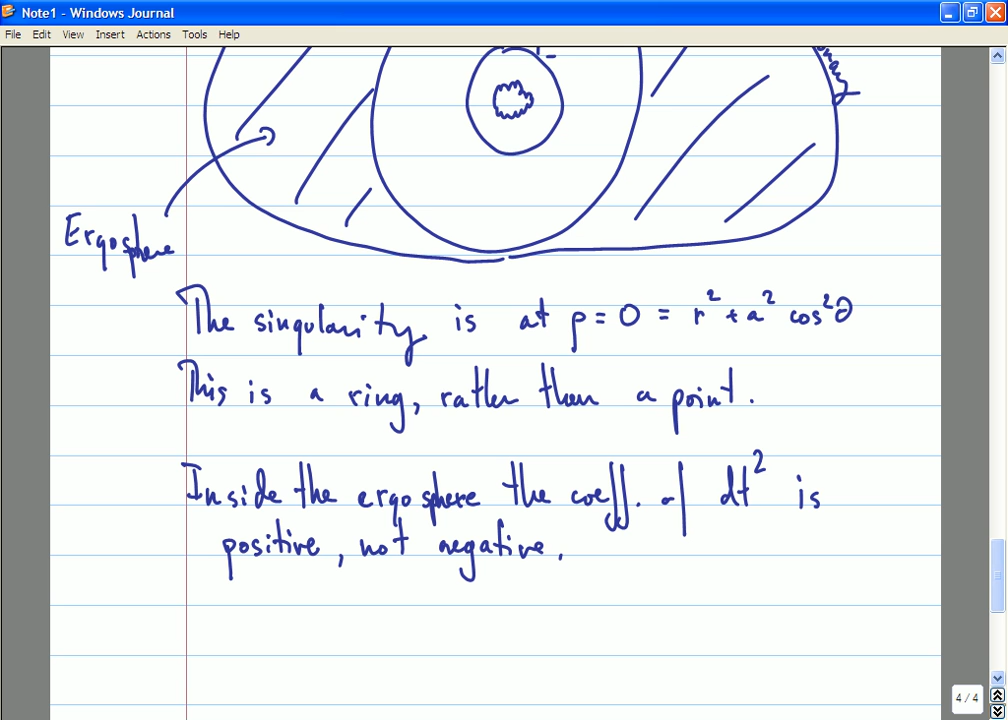 Note1 - Windows Journal
File Edit View Insert Actions Tools Help
Ergosphere
The singularity is at ρ = 0 = r² + a² cos²θ
This is a ring, rather then a point.
Inside the ergosphere the coeff. of dt² is
positive, not negative.
4 / 4